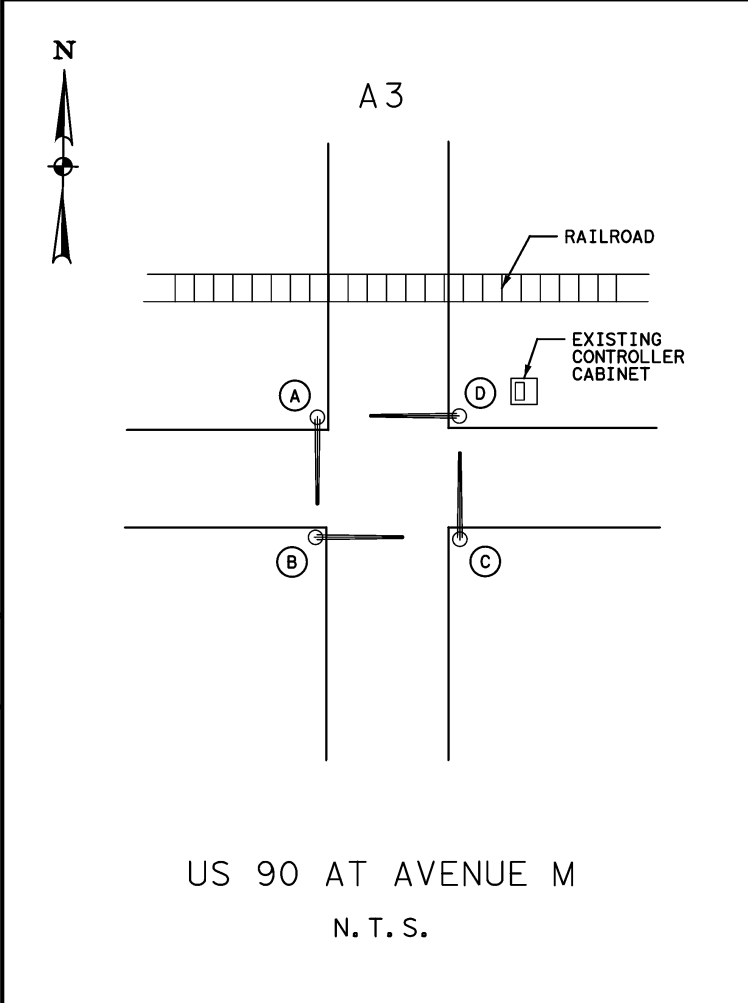 N
A3
RAILROAD
EXISTING
CONTROLLER
CABINET
A
D
B
C
US 90 AT AVENUE M
N.T.S.